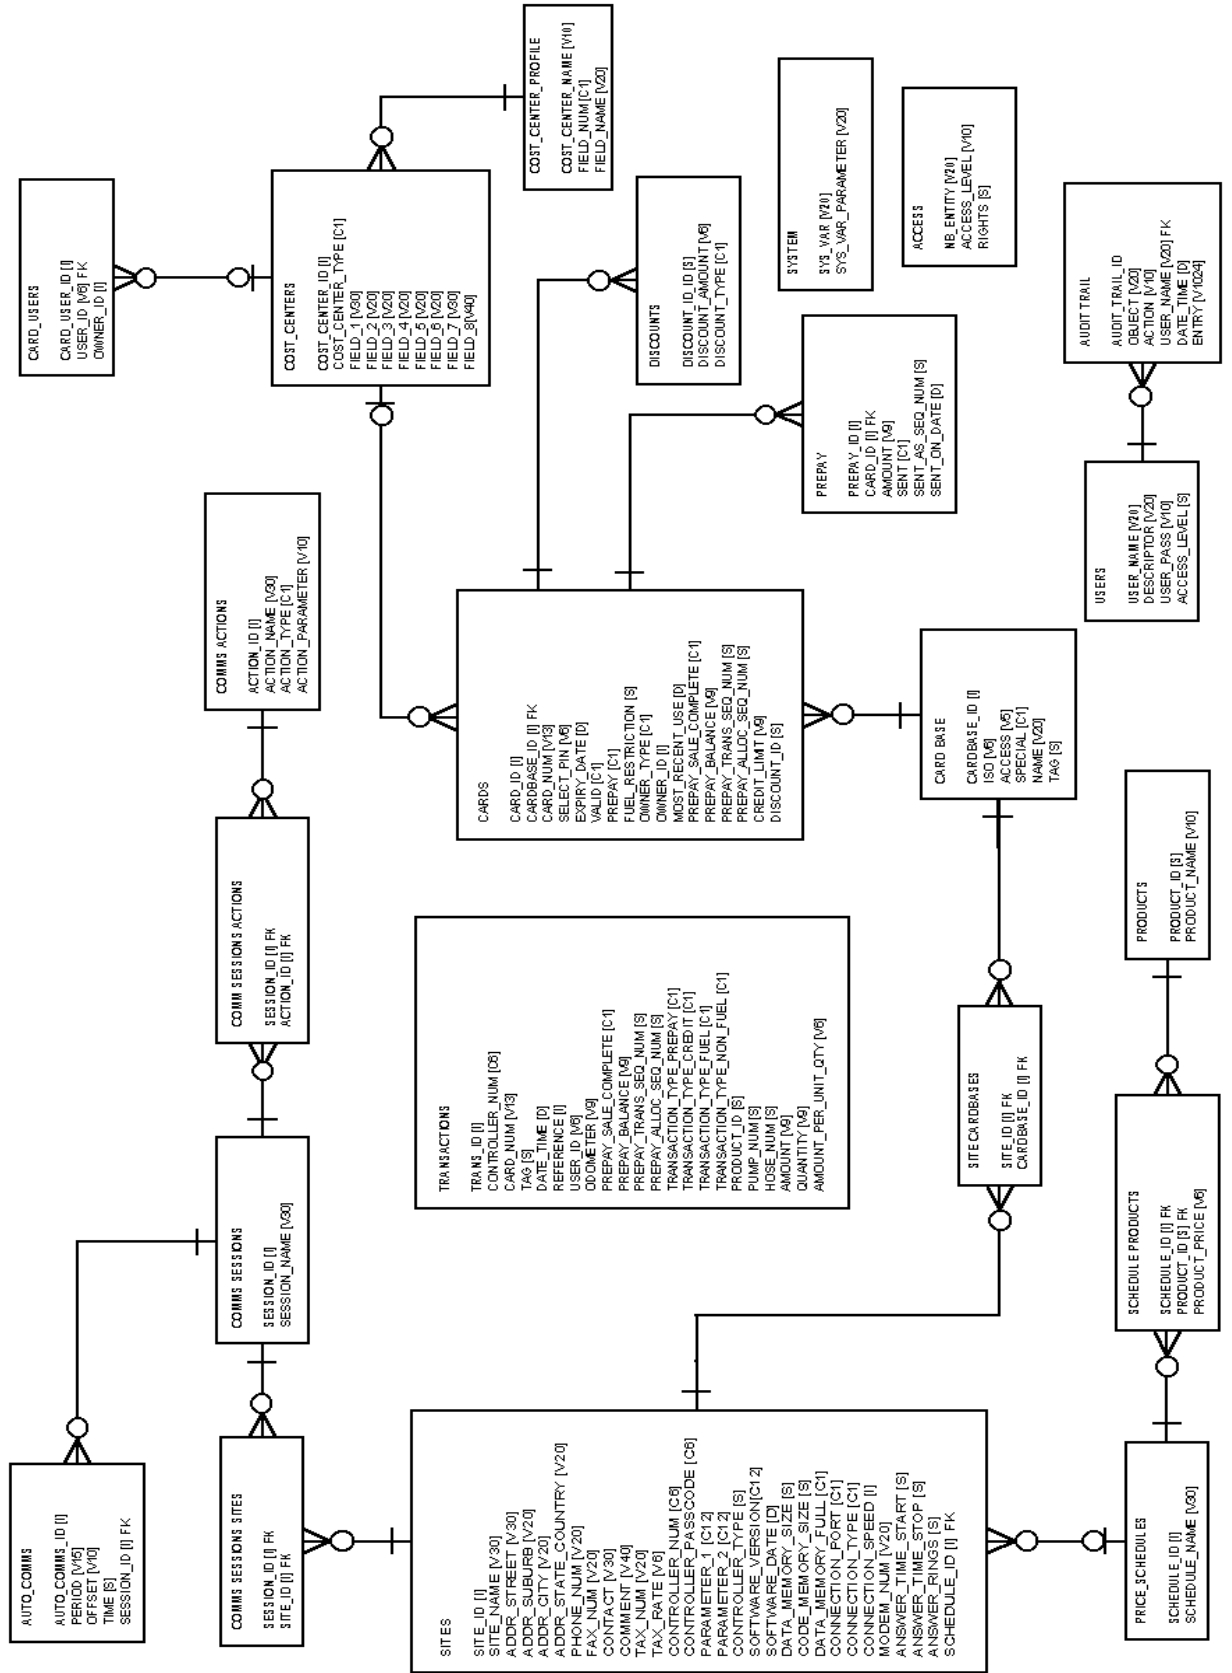 AUTO_COMMS
AUTO_COMMS_ID [I]
PERIOD [V15]
OFFSET [V10]
TIME [S]
SESSION_ID [I] FK
COMMS SESSIONS SITES
SESSION_ID [I] FK
SITE_ID [I] FK
COMMS SESSIONS
SESSION_ID [I]
SESSION_NAME [V30]
COMM SESSIONS ACTIONS
SESSION_ID [I] FK
ACTION_ID [I] FK
COMMS ACTIONS
ACTION_ID [I]
ACTION_NAME [V30]
ACTION_TYPE [C1]
ACTION_PARAMETER [V10]
CARD_USERS
CARD_USER_ID [I]
USER_ID [V6] FK
OWNER_ID [I]
COST_CENTERS
COST_CENTER_ID [I]
COST_CENTER_TYPE [C1]
FIELD_1 [V30]
FIELD_2 [V20]
FIELD_3 [V20]
FIELD_4 [V20]
FIELD_5 [V20]
FIELD_6 [V20]
FIELD_7 [V30]
FIELD_8[V40]
COST_CENTER_PROFILE
COST_CENTER_NAME [V10]
FIELD_NUM [C1]
FIELD_NAME [V20]
SITES
SITE_ID [I]
SITE_NAME [V30]
ADDR_STREET [V30]
ADDR_SUBURB [V20]
ADDR_CITY [V20]
ADDR_STATE_COUNTRY [V20]
PHONE_NUM [V20]
FAX_NUM [V20]
CONTACT [V30]
COMMENT [V40]
TAX_NUM [V20]
TAX_RATE [V6]
CONTROLLER_NUM [C6]
CONTROLLER_PASSCODE [C6]
PARAMETER_1 [C12]
PARAMETER_2 [C12]
CONTROLLER_TYPE [S]
SOFTWARE_VERSION[C12]
SOFTWARE_DATE [D]
DATA_MEMORY_SIZE [S]
CODE_MEMORY_SIZE [S]
DATA_MEMORY_FULL [C1]
CONNECTION_PORT [C1]
CONNECTION_TYPE [C1]
CONNECTION_SPEED [I]
MODEM_NUM [V20]
ANSWER_TIME_START [S]
ANSWER_TIME_STOP [S]
ANSWER_RINGS [S]
SCHEDULE_ID [I] FK
TRANSACTIONS
TRANS_ID [I]
CONTROLLER_NUM [C6]
CARD_NUM [V13]
TAG [S]
DATE_TIME [D]
REFERENCE [I]
USER_ID [V6]
ODOMETER [V9]
PREPAY_SALE_COMPLETE [C1]
PREPAY_BALANCE [V9]
PREPAY_TRANS_SEQ_NUM [S]
PREPAY_ALLOC_SEQ_NUM [S]
TRANSACTION_TYPE_PREPAY [C1]
TRANSACTION_TYPE_CREDIT [C1]
TRANSACTION_TYPE_FUEL [C1]
TRANSACTION_TYPE_NON_FUEL [C1]
PRODUCT_ID [S]
PUMP_NUM[S]
HOSE_NUM [S]
AMOUNT [V9]
QUANTITY [V9]
AMOUNT_PER_UNIT_QTY [V6]
CARDS
CARD_ID [I]
CARDBASE_ID [I] FK
CARD_NUM [V13]
SELECT_PIN [V6]
EXPIRY_DATE [D]
VALID [C1]
PREPAY [C1]
FUEL_RESTRICTION [S]
OWNER_TYPE [C1]
OWNER_ID [I]
MOST_RECENT_USE [D]
PREPAY_SALE_COMPLETE [C1]
PREPAY_BALANCE [V9]
PREPAY_TRANS_SEQ_NUM [S]
PREPAY_ALLOC_SEQ_NUM [S]
CREDIT_LIMIT [V9]
DISCOUNT_ID [S]
DISCOUNTS
DISCOUNT_ID_ID [S]
DISCOUNT_AMOUNT [V6]
DISCOUNT_TYPE [C1]
PREPAY
PREPAY_ID [I]
CARD_ID [I] FK
AMOUNT [V9]
SENT [C1]
SENT_AS_SEQ_NUM [S]
SENT_ON_DATE [D]
SYSTEM
SYS_VAR [V20]
SYS_VAR_PARAMETER [V20]
ACCESS
NB_ENTITY [V20]
ACCESS_LEVEL [V10]
RIGHTS [S]
SITE CARDBASES
SITE_ID [I] FK
CARDBASE_ID [I] FK
CARD BASE
CARDBASE_ID [I]
ISO [V6]
ACCESS [V5]
SPECIAL [C1]
NAME [V20]
TAG [S]
PRICE_SCHEDULES
SCHEDULE_ID [I]
SCHEDULE_NAME [V30]
SCHEDULE PRODUCTS
SCHEDULE_ID [I] FK
PRODUCT_ID [S] FK
PRODUCT_PRICE [V6]
PRODUCTS
PRODUCT_ID [S]
PRODUCT_NAME [V10]
USERS
USER_NAME [V20]
DESCRIPTOR [V20]
USER_PASS [V10]
ACCESS_LEVEL [S]
AUDIT TRAIL
AUDIT_TRAIL_ID
OBJECT [V20]
ACTION [V10]
USER_NAME [V20] FK
DATE_TIME [D]
ENTRY [V1024]